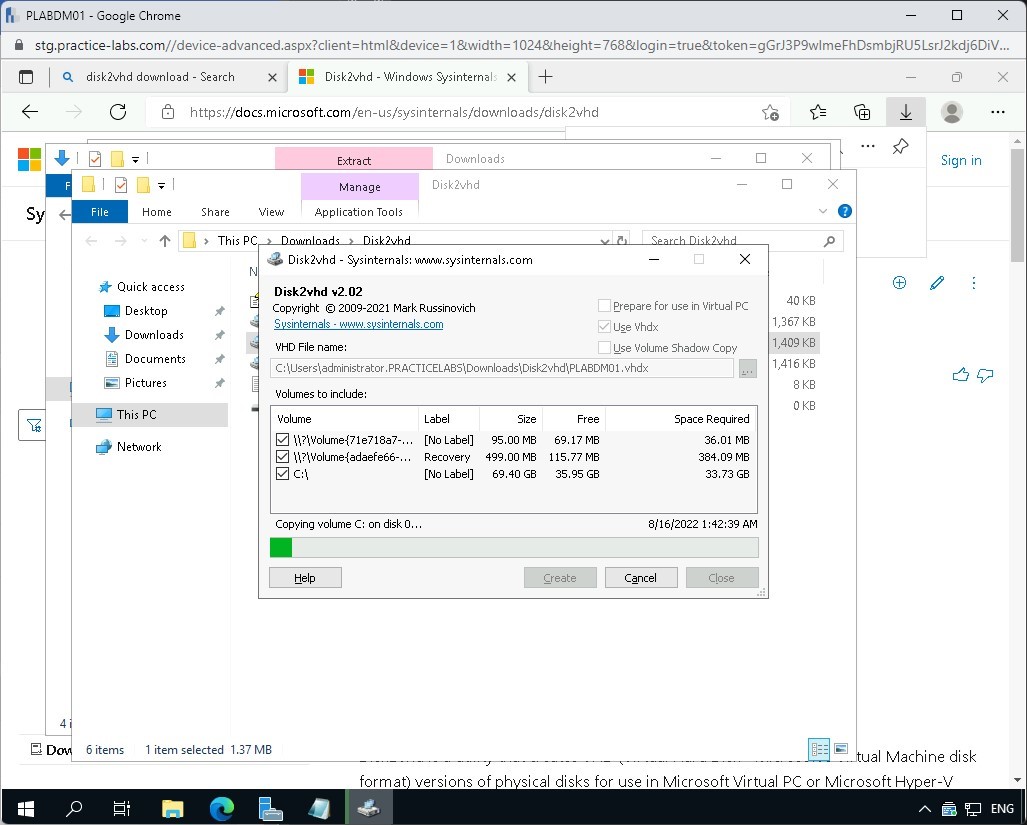 PLABDM01 - Google Chrome
stg.practice-labs.com//device-advanced.aspx?client=html&device=1&width=1024&height=768&login=true&token=gGrJ3P9wImeFhDsmbjRU5LsrJ2kdj6DiV...
disk2vhd download - Search
Disk2vhd - Windows Sysinternals
https://docs.microsoft.com/en-us/sysinternals/downloads/disk2vhd
Extract
Downloads
Sign in
F
Manage
Disk2vhd
Sy
File
Home
Share
View
Application Tools
This PC > Downloads > Disk2vhd
Search Disk2vhd
Disk2vhd - Sysinternals: www.sysinternals.com
N
Quick access
Desktop
Downloads
Documents
Pictures
This PC
Network
Disk2vhd v2.02
Copyright © 2009-2021 Mark Russinovich
Sysinternals - www.sysinternals.com
Prepare for use in Virtual PC
Use Vhdx
Use Volume Shadow Copy
VHD File name:
C:\Users\administrator.PRACTICELABS\Downloads\Disk2vhd\PLABDM01.vhdx
...
Volumes to include:
Volume Label Size Free Space Required
\\?\Volume{71e718a7-... [No Label] 95.00 MB 69.17 MB 36.01 MB
\\?\Volume{adaefe66-... Recovery 499.00 MB 115.77 MB 384.09 MB
C:\ [No Label] 69.40 GB 35.95 GB 33.73 GB
Copying volume C: on disk 0...
8/16/2022 1:42:39 AM
Help
Create
Cancel
Close
40 KB
1,367 KB
1,409 KB
1,416 KB
8 KB
0 KB
4 i
6 items
1 item selected 1.37 MB
Dow
tual Machine disk
format) versions of physical disks for use in Microsoft Virtual PC or Microsoft Hyper-V
ENG